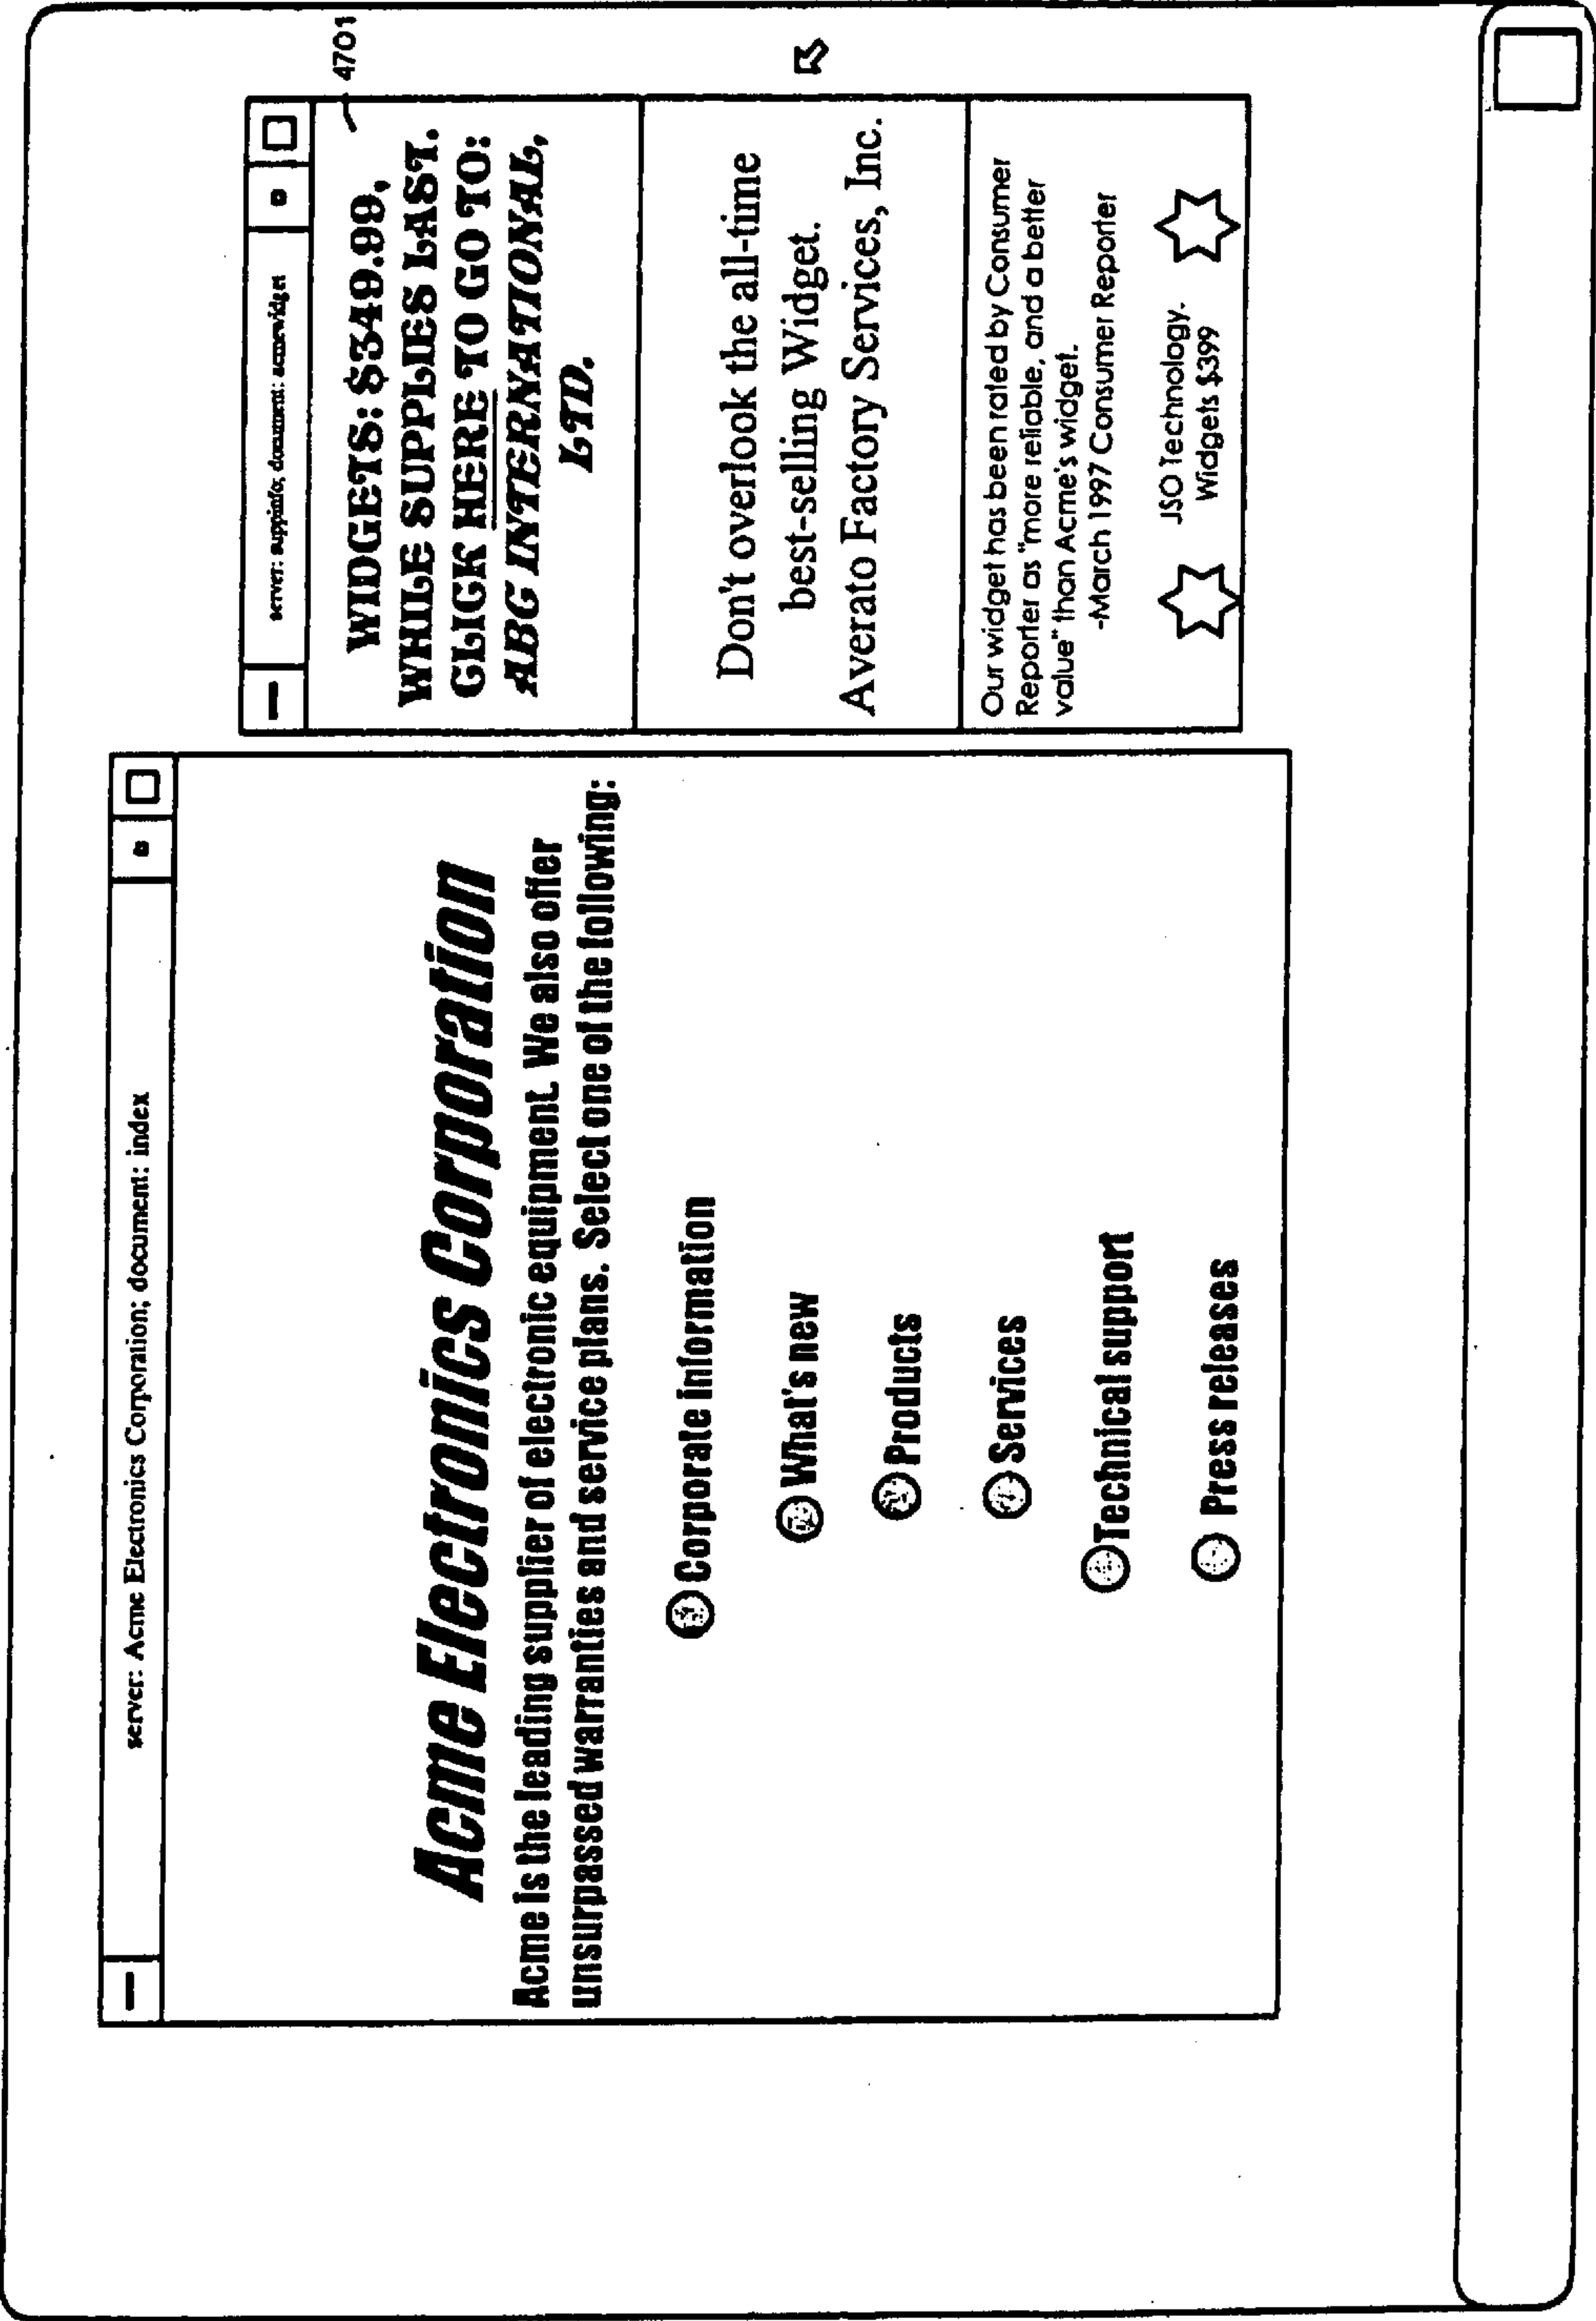 server: Acme Electronics Corporation; document: index
Acme Electronics Corporation
Acme is the leading supplier of electronic equipment. We also offer
unsurpassed warranties and service plans. Select one of the following:
Corporate information
What's new
Products
Services
Technical support
Press releases
4701
server: suppinfo; document: acmewidget
WIDGETS: $349.99,
WHILE SUPPLIES LAST.
CLICK HERE TO GO TO:
ABC INTERNATIONAL,
LTD.
Don't overlook the all-time
best-selling Widget.
Averato Factory Services, Inc.
Our widget has been rated by Consumer
Reporter as "more reliable, and a better
value" than Acme's widget.
-March 1997 Consumer Reporter
JSO Technology.
Widgets $399